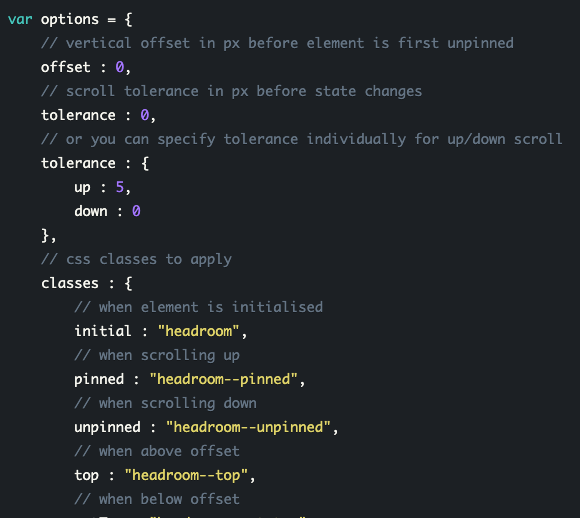 var options = {
// vertical offset in px before element is first unpinned
offset : 0,
// scroll tolerance in px before state changes
tolerance : 0,
// or you can specify tolerance individually for up/down scroll
tolerance : {
up : 5,
down : 0
},
// css classes to apply
classes : {
// when element is initialised
initial : "headroom",
// when scrolling up
pinned : "headroom--pinned",
// when scrolling down
unpinned : "headroom--unpinned",
// when above offset
top : "headroom--top",
// when below offset